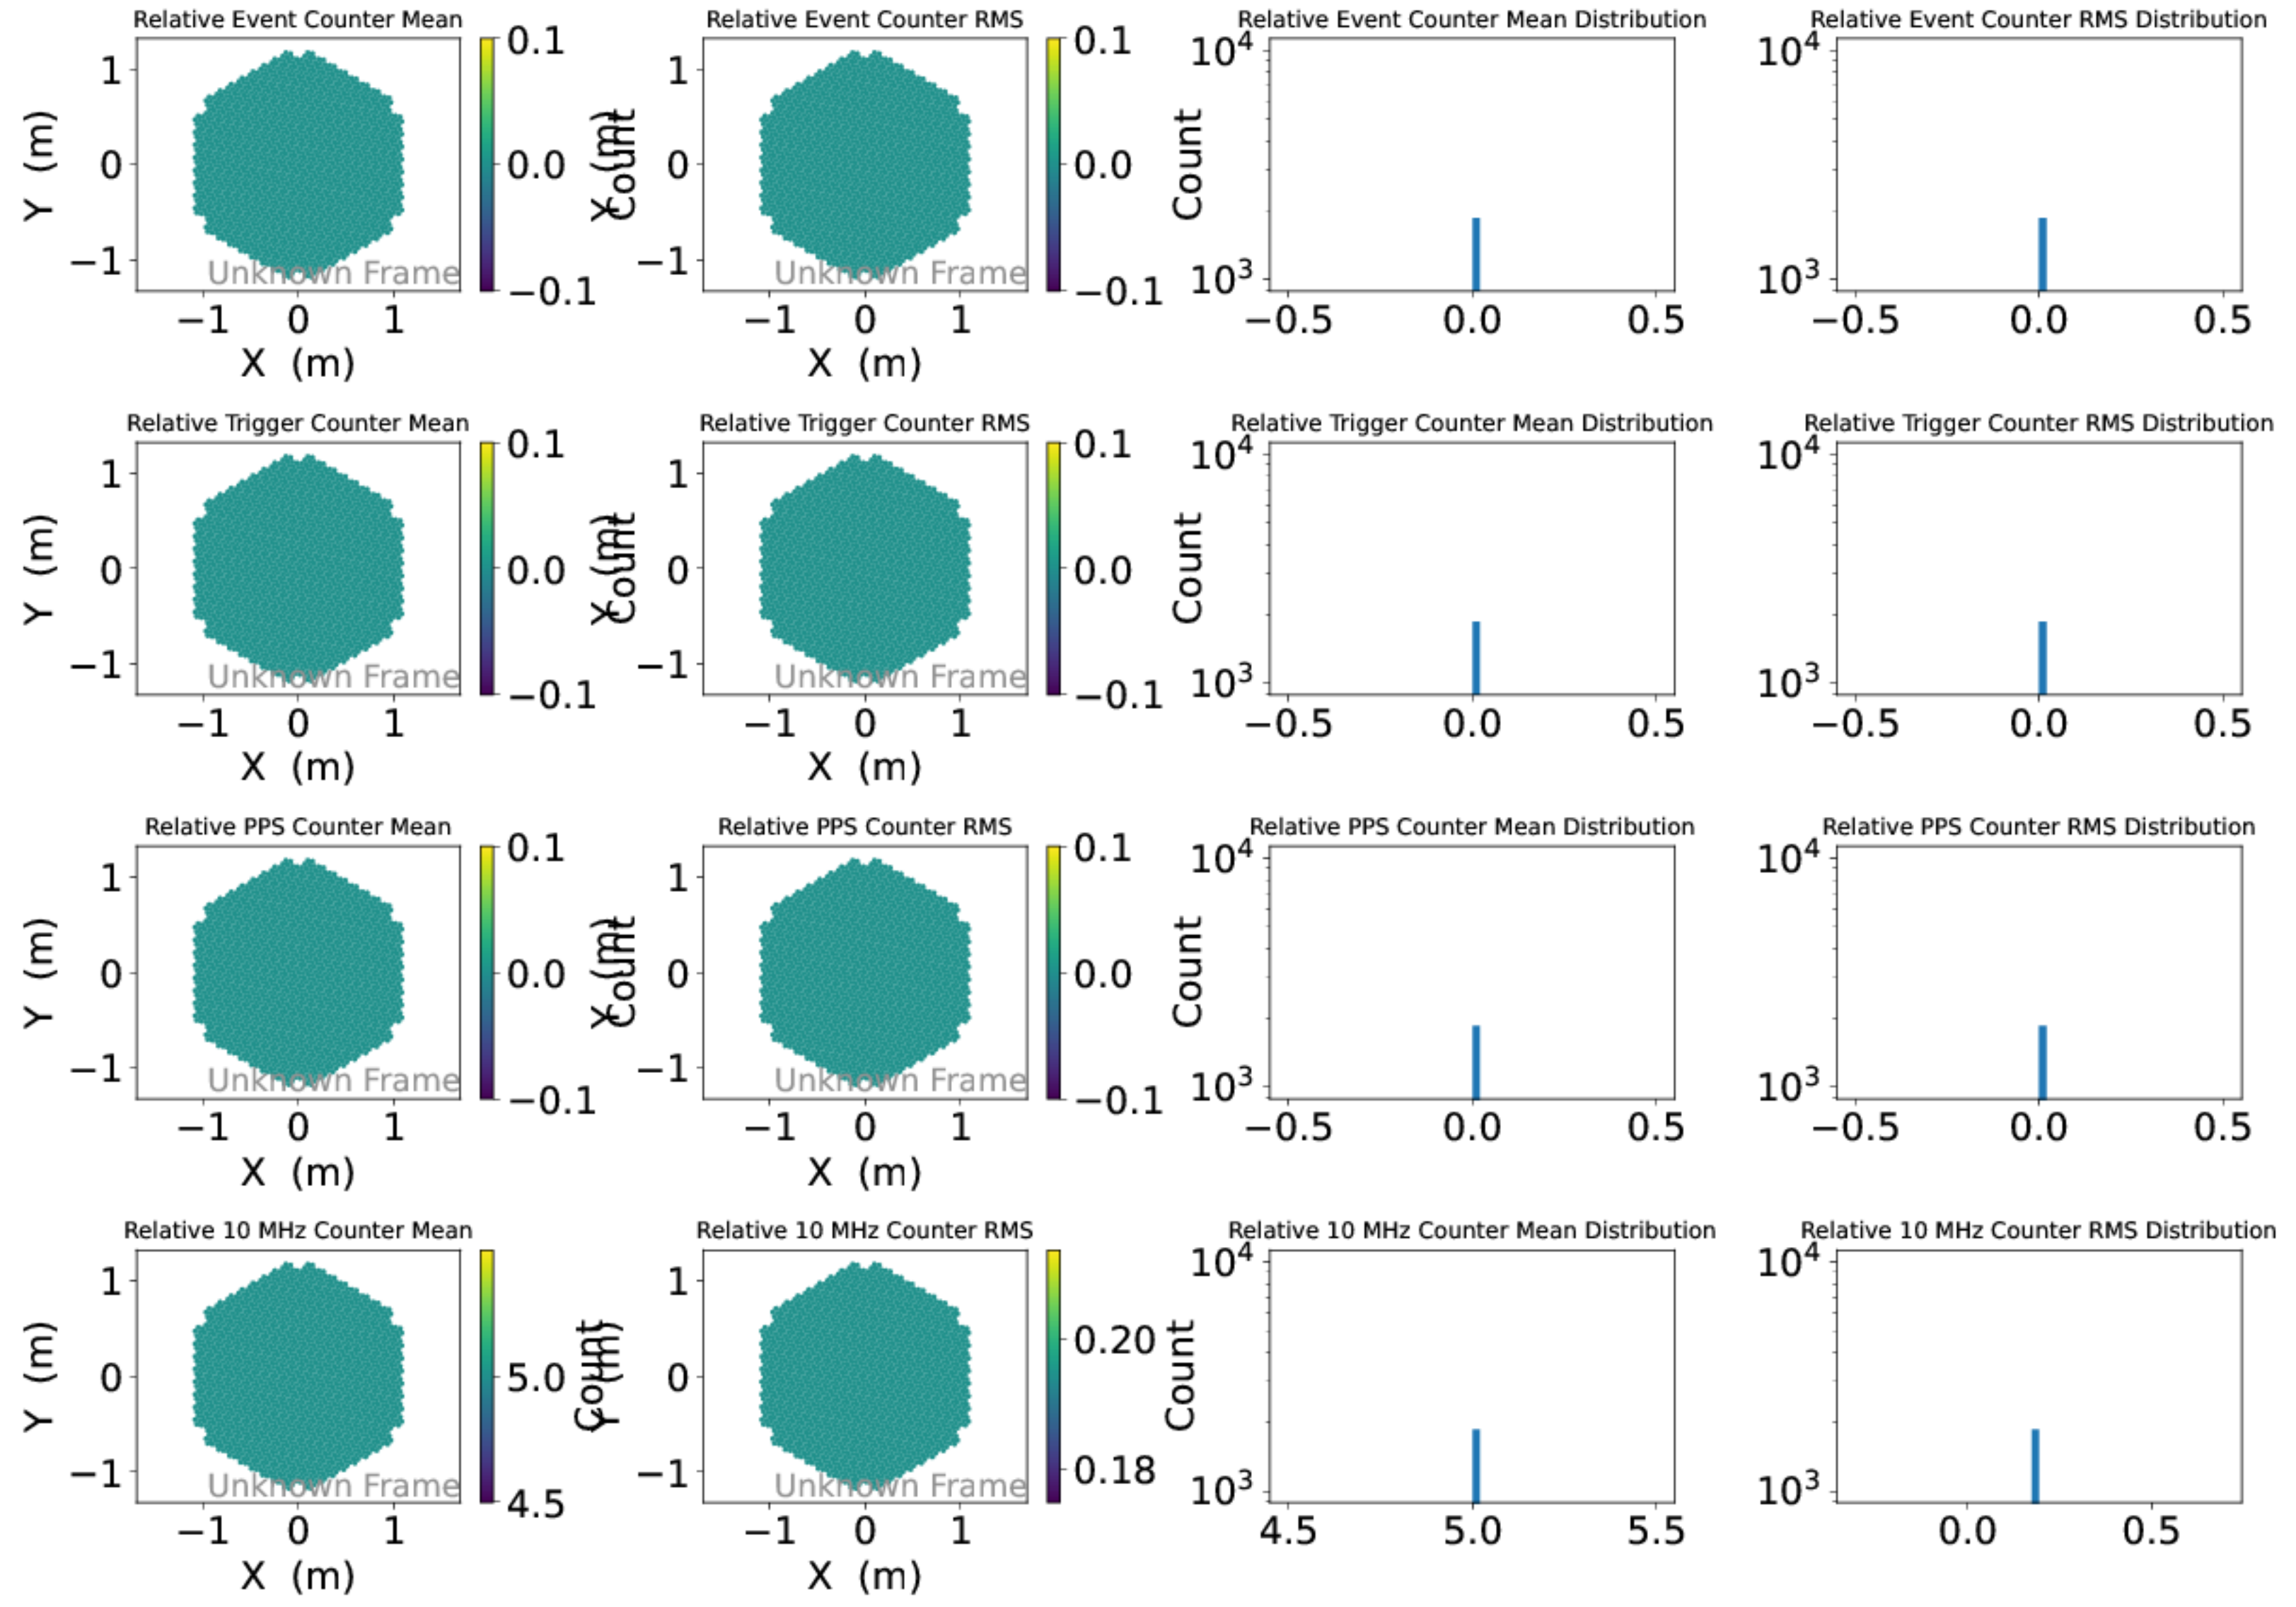 Relative Event Counter Mean
Relative Event Counter RMS
Relative Event Counter Mean Distribution
Relative Event Counter RMS Distribution
Y (m)
1
0
−1
Unknown Frame
−1 0 1
X (m)
0.1
0.0
−0.1
Count
Y (m)
1
0
−1
Unknown Frame
−1 0 1
X (m)
0.1
0.0
−0.1
Count
10⁴
10³
−0.5 0.0 0.5
10⁴
10³
−0.5 0.0 0.5
Relative Trigger Counter Mean
Relative Trigger Counter RMS
Relative Trigger Counter Mean Distribution
Relative Trigger Counter RMS Distribution
Y (m)
1
0
−1
Unknown Frame
−1 0 1
X (m)
0.1
0.0
−0.1
Count
Y (m)
1
0
−1
Unknown Frame
−1 0 1
X (m)
0.1
0.0
−0.1
Count
10⁴
10³
−0.5 0.0 0.5
10⁴
10³
−0.5 0.0 0.5
Relative PPS Counter Mean
Relative PPS Counter RMS
Relative PPS Counter Mean Distribution
Relative PPS Counter RMS Distribution
Y (m)
1
0
−1
Unknown Frame
−1 0 1
X (m)
0.1
0.0
−0.1
Count
Y (m)
1
0
−1
Unknown Frame
−1 0 1
X (m)
0.1
0.0
−0.1
Count
10⁴
10³
−0.5 0.0 0.5
10⁴
10³
−0.5 0.0 0.5
Relative 10 MHz Counter Mean
Relative 10 MHz Counter RMS
Relative 10 MHz Counter Mean Distribution
Relative 10 MHz Counter RMS Distribution
Y (m)
1
0
−1
Unknown Frame
−1 0 1
X (m)
5.0
4.5
Count
Y (m)
1
0
−1
Unknown Frame
−1 0 1
X (m)
0.20
0.18
Count
10⁴
10³
4.5 5.0 5.5
10⁴
10³
0.0 0.5